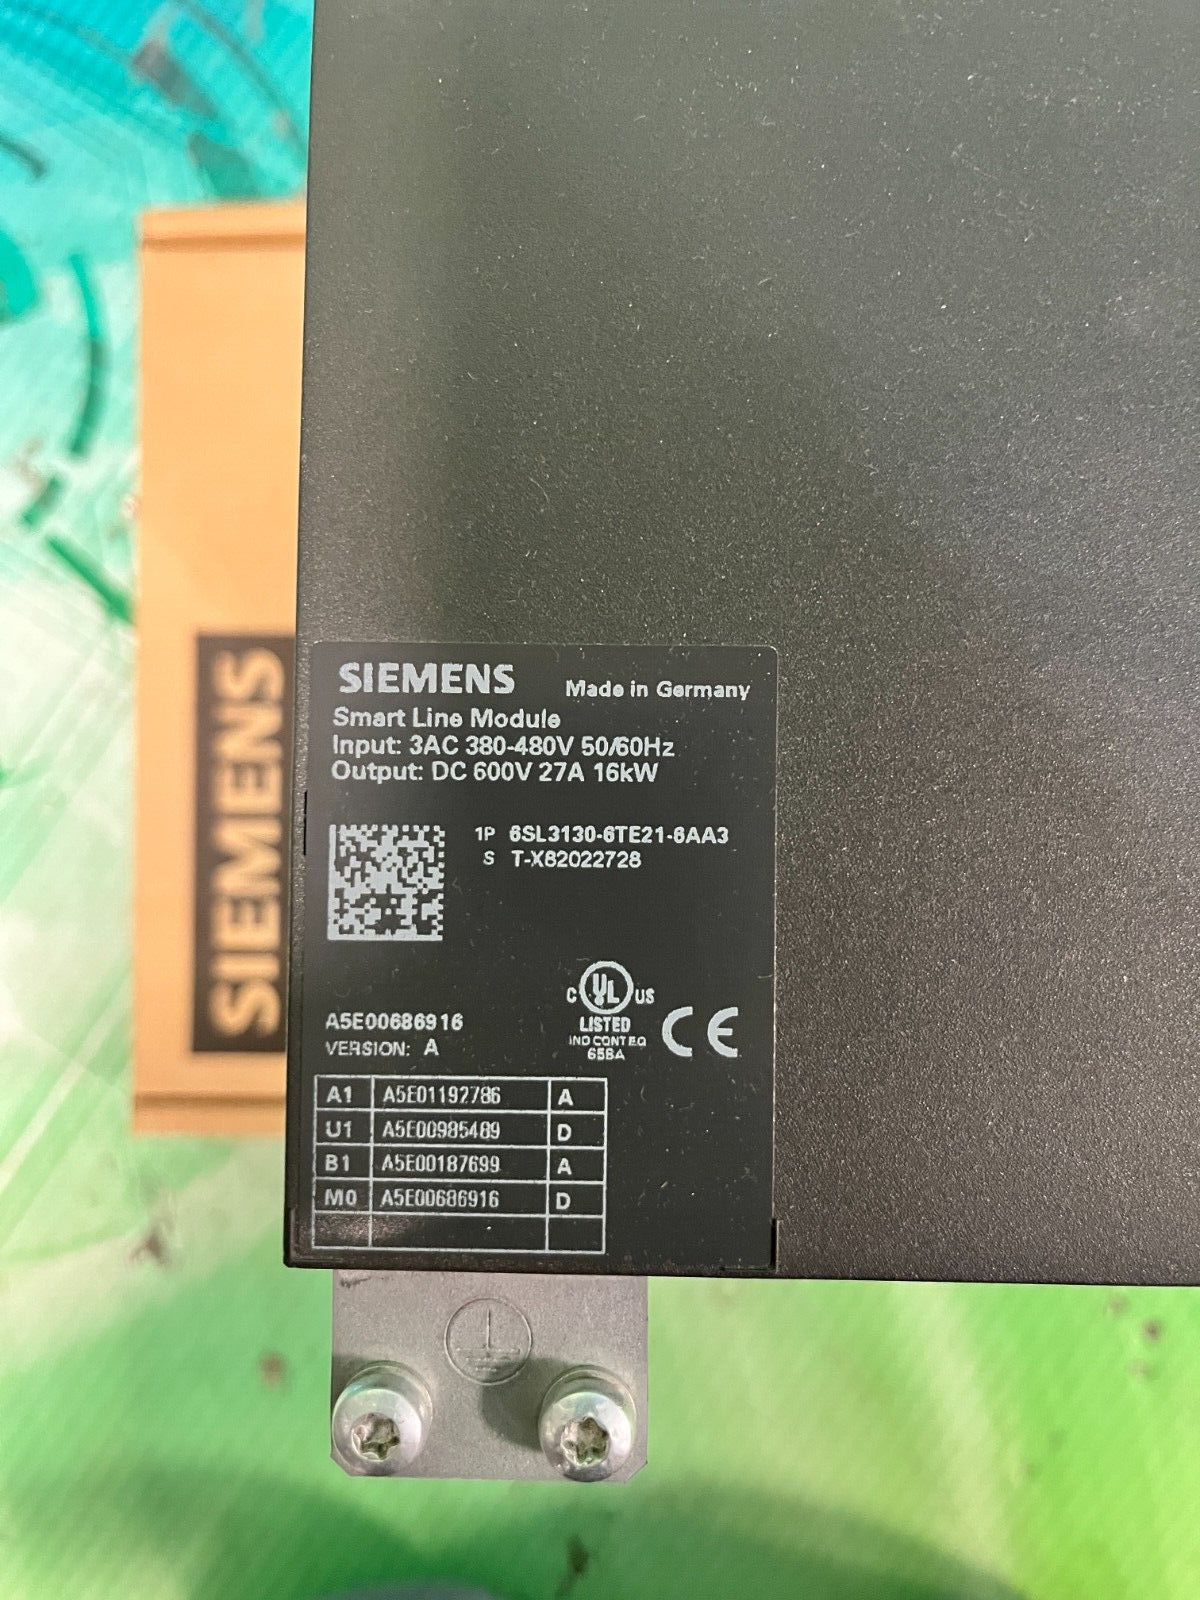 SIEMENS
SIEMENS
Made in Germany
Smart Line Module
Input: 3AC 380-480V 50/60Hz
Output: DC 600V 27A 16kW
1P 6SL3130-6TE21-6AA3
S T-X82022728
C UL US
LISTED
IND CONT EQ
65BA
CE
A5E00686916
VERSION: A
A1 A5E01192786 A
U1 A5E00985489 D
B1 A5E00187699 A
M0 A5E00686916 D